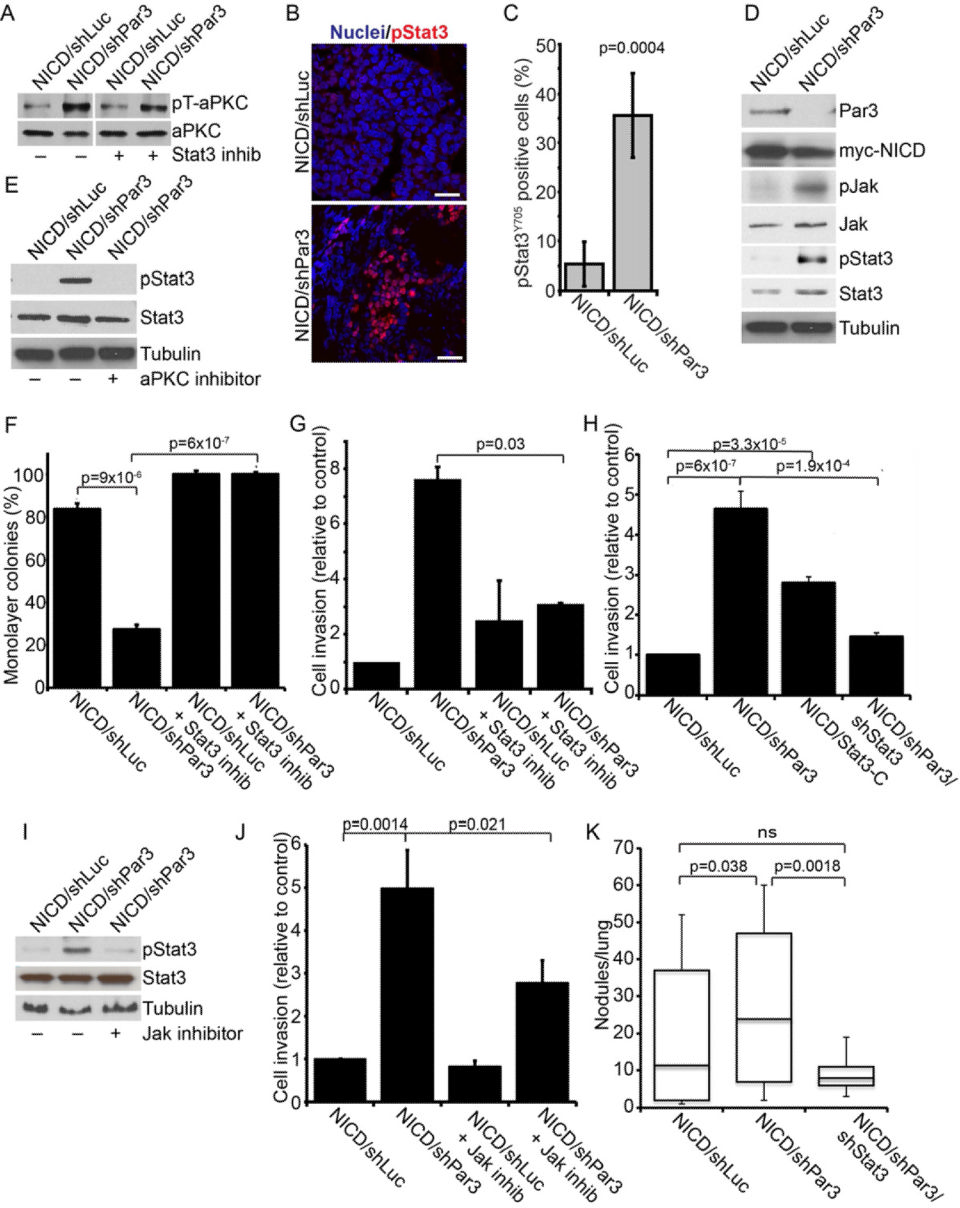 A
NICD/shLuc
NICD/shPar3
NICD/shLuc
NICD/shPar3
pT-aPKC
aPKC
– – + + Stat3 inhib
B
Nuclei/pStat3
NICD/shLuc
NICD/shPar3
C
p=0.0004
pStat3Y705 positive cells (%)
50
40
30
20
10
0
NICD/shLuc
NICD/shPar3
D
NICD/shLuc
NICD/shPar3
Par3
myc-NICD
pJak
Jak
pStat3
Stat3
Tubulin
E
NICD/shLuc
NICD/shPar3
NICD/shPar3
pStat3
Stat3
Tubulin
– – + aPKC inhibitor
F
p=6x10-7
p=9x10-6
Monolayer colonies (%)
100
80
60
40
20
0
NICD/shLuc
NICD/shPar3
NICD/shLuc
+ Stat3 inhib
NICD/shPar3
+ Stat3 inhib
G
p=0.03
Cell invasion (relative to control)
8
6
4
2
1
0
NICD/shLuc
NICD/shPar3
NICD/shLuc
+ Stat3 inhib
NICD/shPar3
+ Stat3 inhib
H
p=3.3x10-5
p=6x10-7
p=1.9x10-4
Cell invasion (relative to control)
6
5
4
3
2
1
0
NICD/shLuc
NICD/shPar3
NICD/Stat3-C
NICD/shPar3/
shStat3
I
NICD/shLuc
NICD/shPar3
NICD/shPar3
pStat3
Stat3
Tubulin
– – + Jak inhibitor
J
p=0.0014
p=0.021
Cell invasion (relative to control)
6
5
4
3
2
1
0
NICD/shLuc
NICD/shPar3
NICD/shLuc
+ Jak inhib
NICD/shPar3
+ Jak inhib
K
ns
p=0.038
p=0.0018
Nodules/lung
70
60
50
40
30
20
10
0
NICD/shLuc
NICD/shPar3
NICD/shPar3/
shStat3